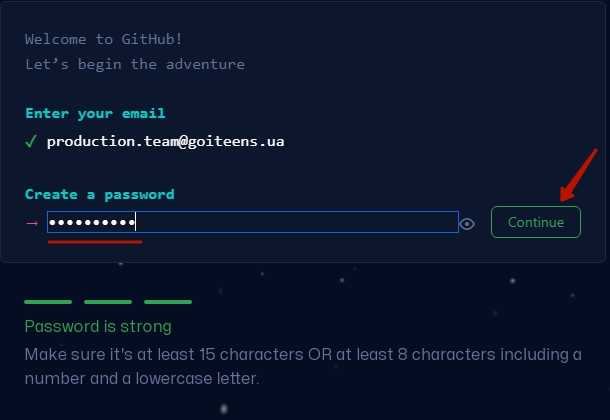 Welcome to GitHub!
Let’s begin the adventure
Enter your email
✓ production.team@goiteens.ua
Create a password
→ ••••••••••
Continue
Password is strong
Make sure it's at least 15 characters OR at least 8 characters including a
number and a lowercase letter.